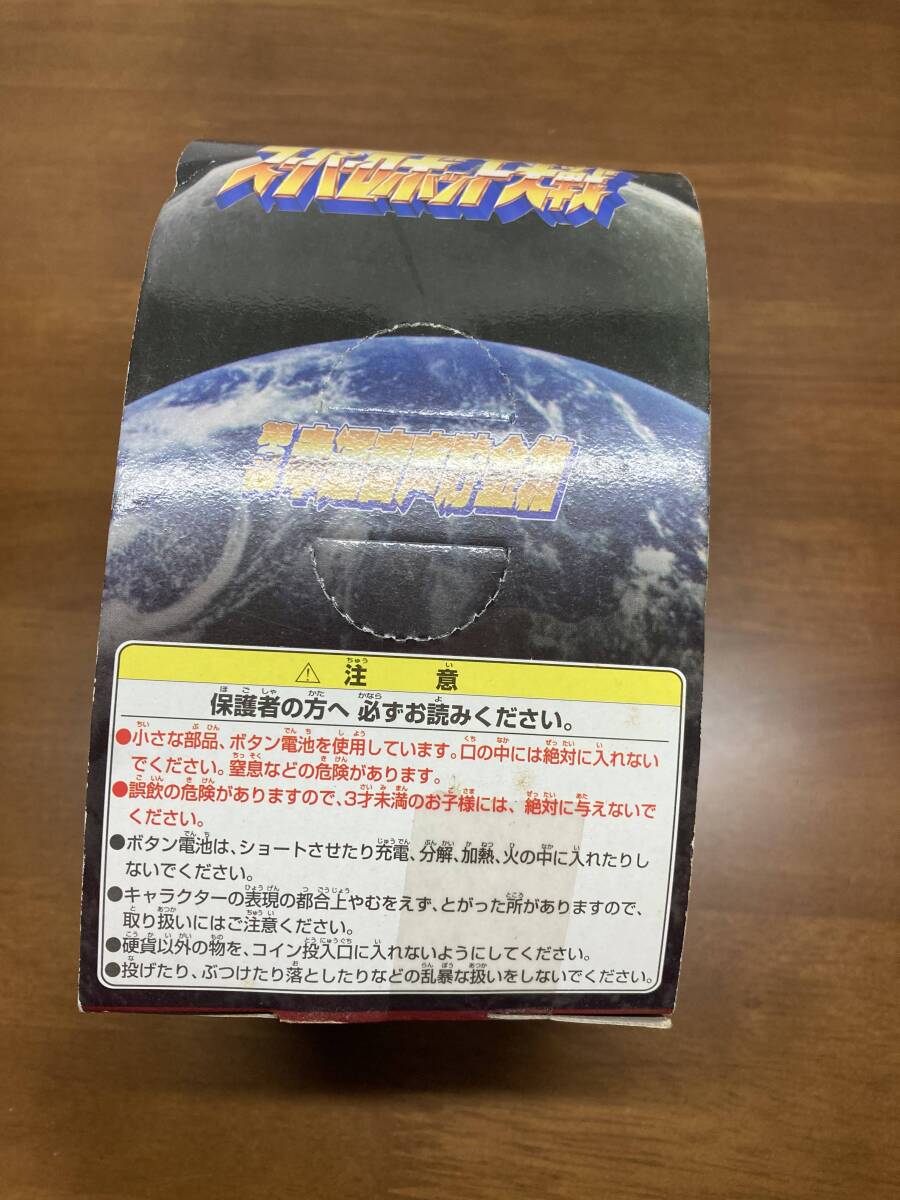 スーパーロボット大戦
幸運音声貯金箱
⚠注意
保護者の方へ 必ずお読みください。
●小さな部品、ボタン電池を使用しています。口の中には絶対に入れない
でください。窒息などの危険があります。
●誤飲の危険がありますので、3才未満のお子様には、絶対に与えないで
ください。
●ボタン電池は、ショートさせたり充電、分解、加熱、火の中に入れたりし
ないでください。
●キャラクターの表現の都合上やむをえず、とがった所がありますので、
取り扱いにはご注意ください。
●硬貨以外の物を、コイン投入口に入れないようにしてください。
●投げたり、ぶつけたり落としたりなどの乱暴な扱いをしないでください。